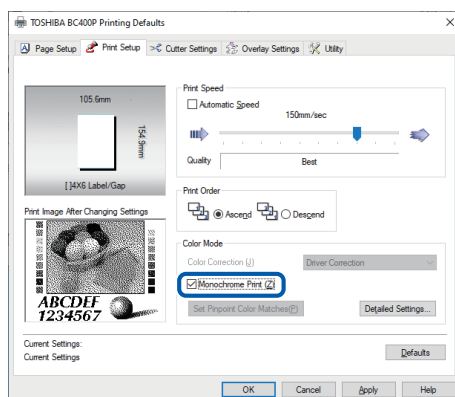 TOSHIBA BC400P Printing Defaults
Page Setup Print Setup Cutter Settings Overlay Settings Utility
105.6mm
154.9mm
[ ]4X6 Label/Gap
Print Image After Changing Settings
ABCDEF
1234567
Print Speed
Automatic Speed
150mm/sec
Quality Best
Print Order
Ascend Descend
Color Mode
Color Correction (J) Driver Correction
Monochrome Print (Z)
Set Pinpoint Color Matches(P) Detailed Settings...
Current Settings:
Current Settings
Defaults
OK Cancel Apply Help